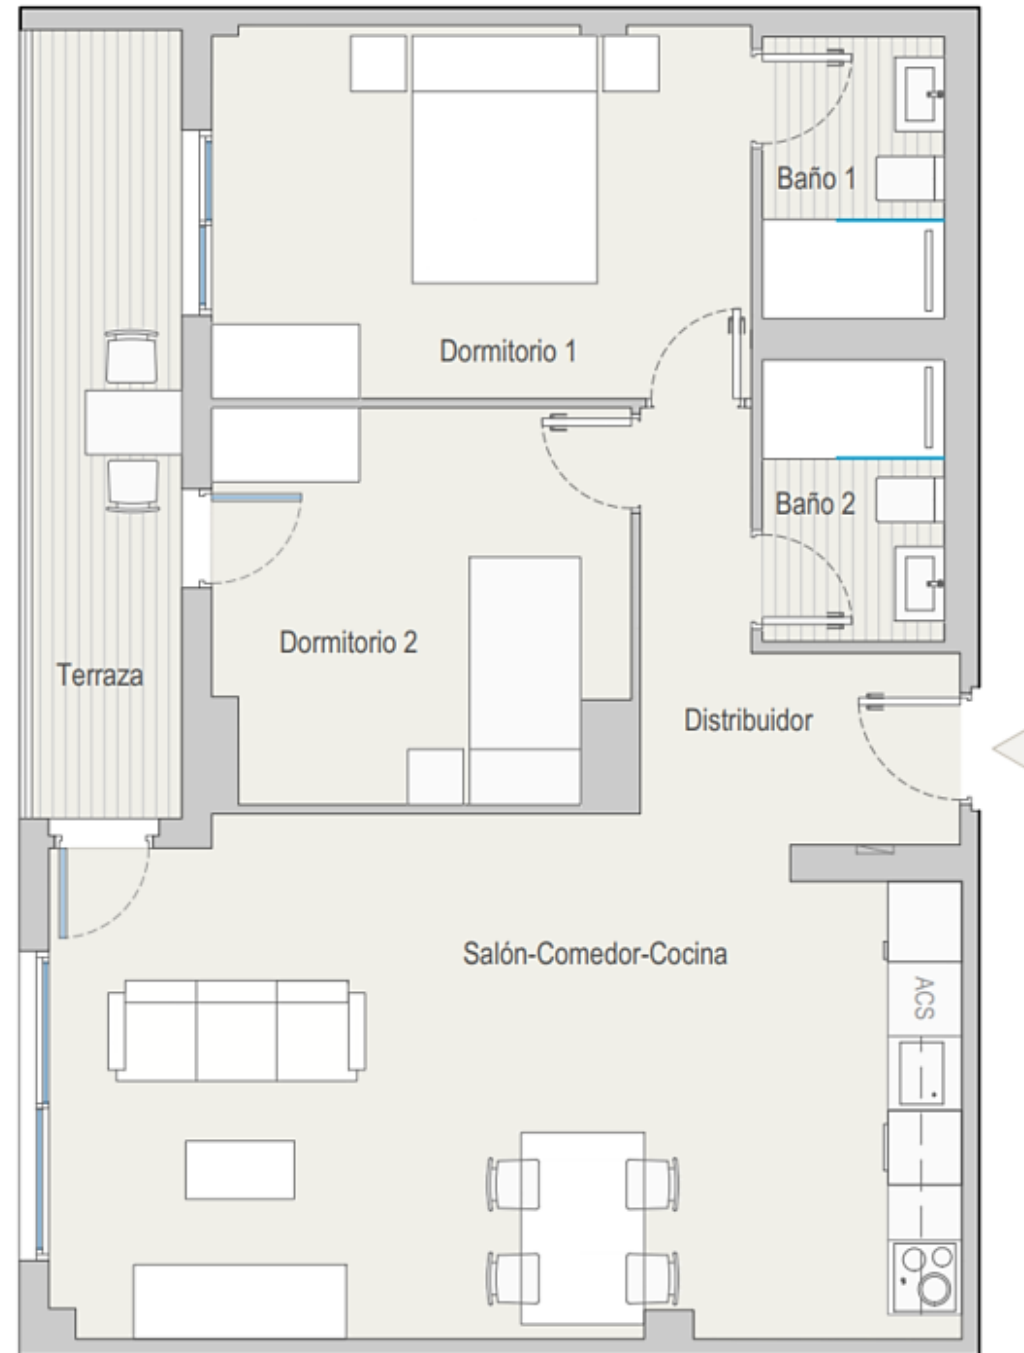 Baño 1
Dormitorio 1
Baño 2
Dormitorio 2
Terraza
Distribuidor
Salón-Comedor-Cocina
ACS